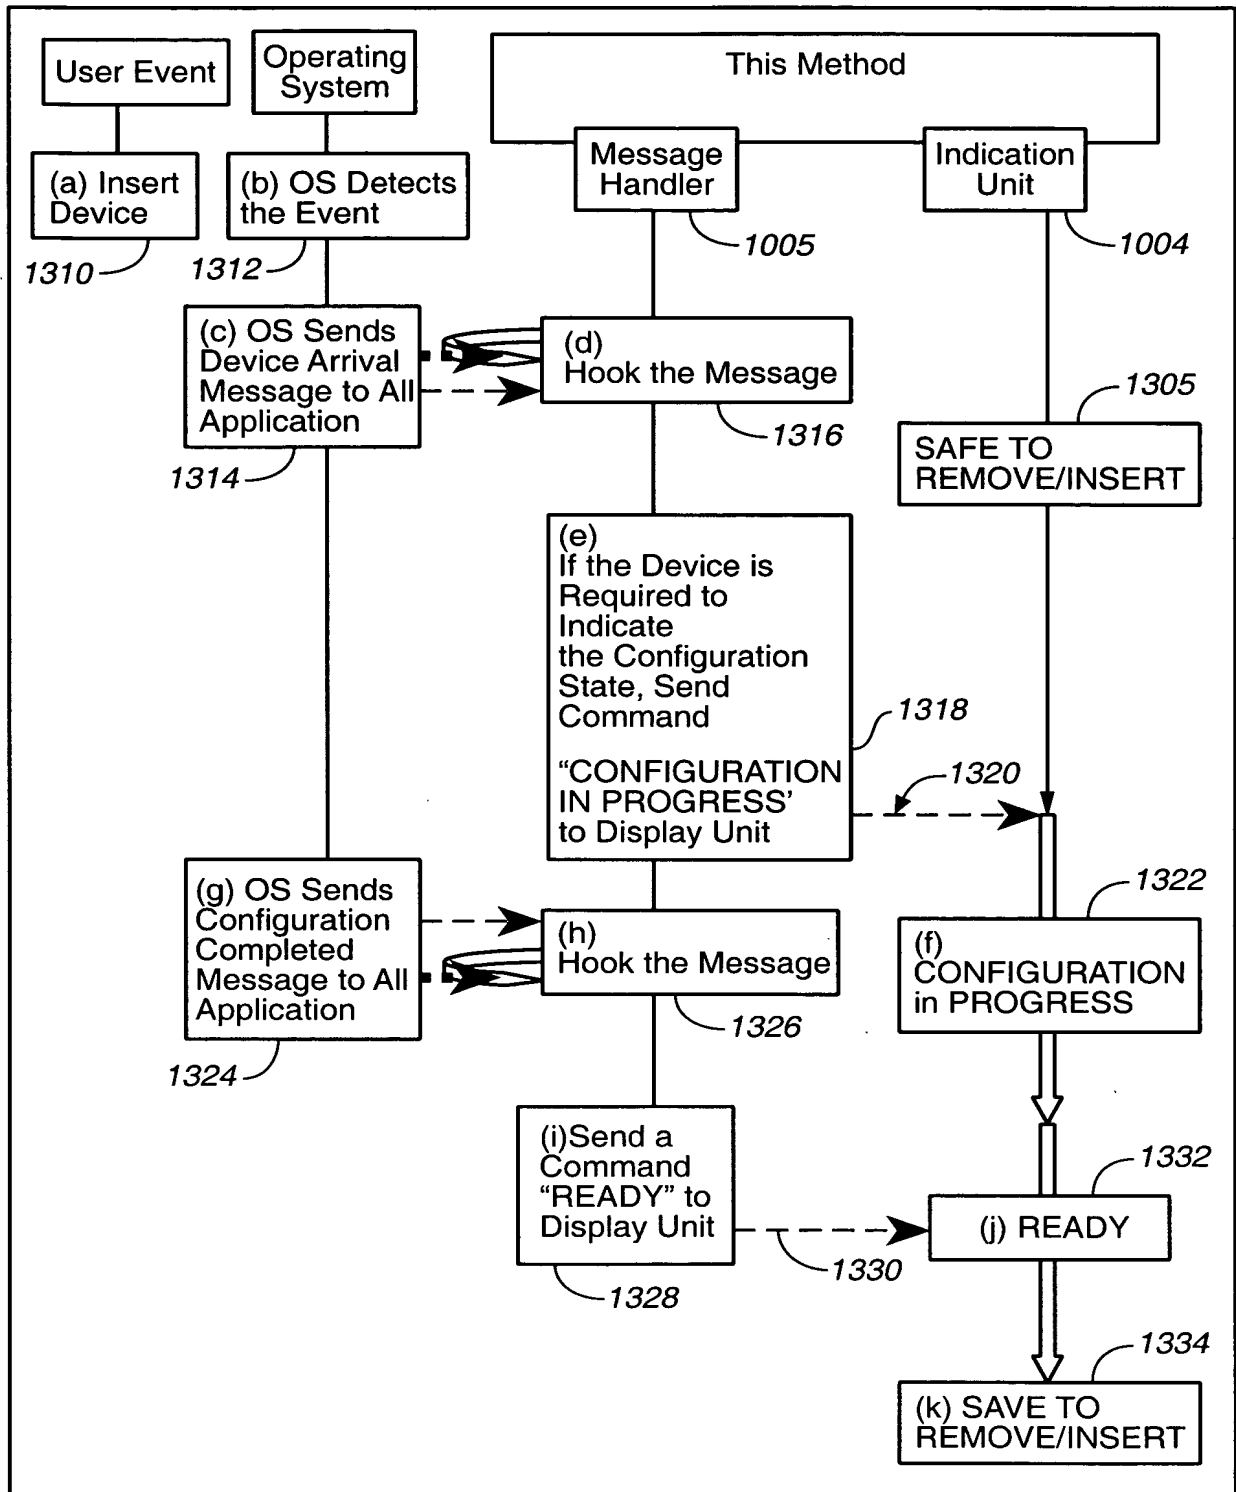 User Event
Operating
System
This Method
Message
Handler
Indication
Unit
(a) Insert
Device
(b) OS Detects
the Event
1310
1312
1005
1004
(c) OS Sends
Device Arrival
Message to All
Application
1314
(d)
Hook the Message
1316
1305
SAFE TO
REMOVE/INSERT
(e)
If the Device is
Required to
Indicate
the Configuration
State, Send
Command
“CONFIGURATION
IN PROGRESS’
to Display Unit
1318
1320
(g) OS Sends
Configuration
Completed
Message to All
Application
1324
(h)
Hook the Message
1326
1322
(f)
CONFIGURATION
in PROGRESS
(i)Send a
Command
“READY” to
Display Unit
1328
1330
1332
(j) READY
1334
(k) SAVE TO
REMOVE/INSERT